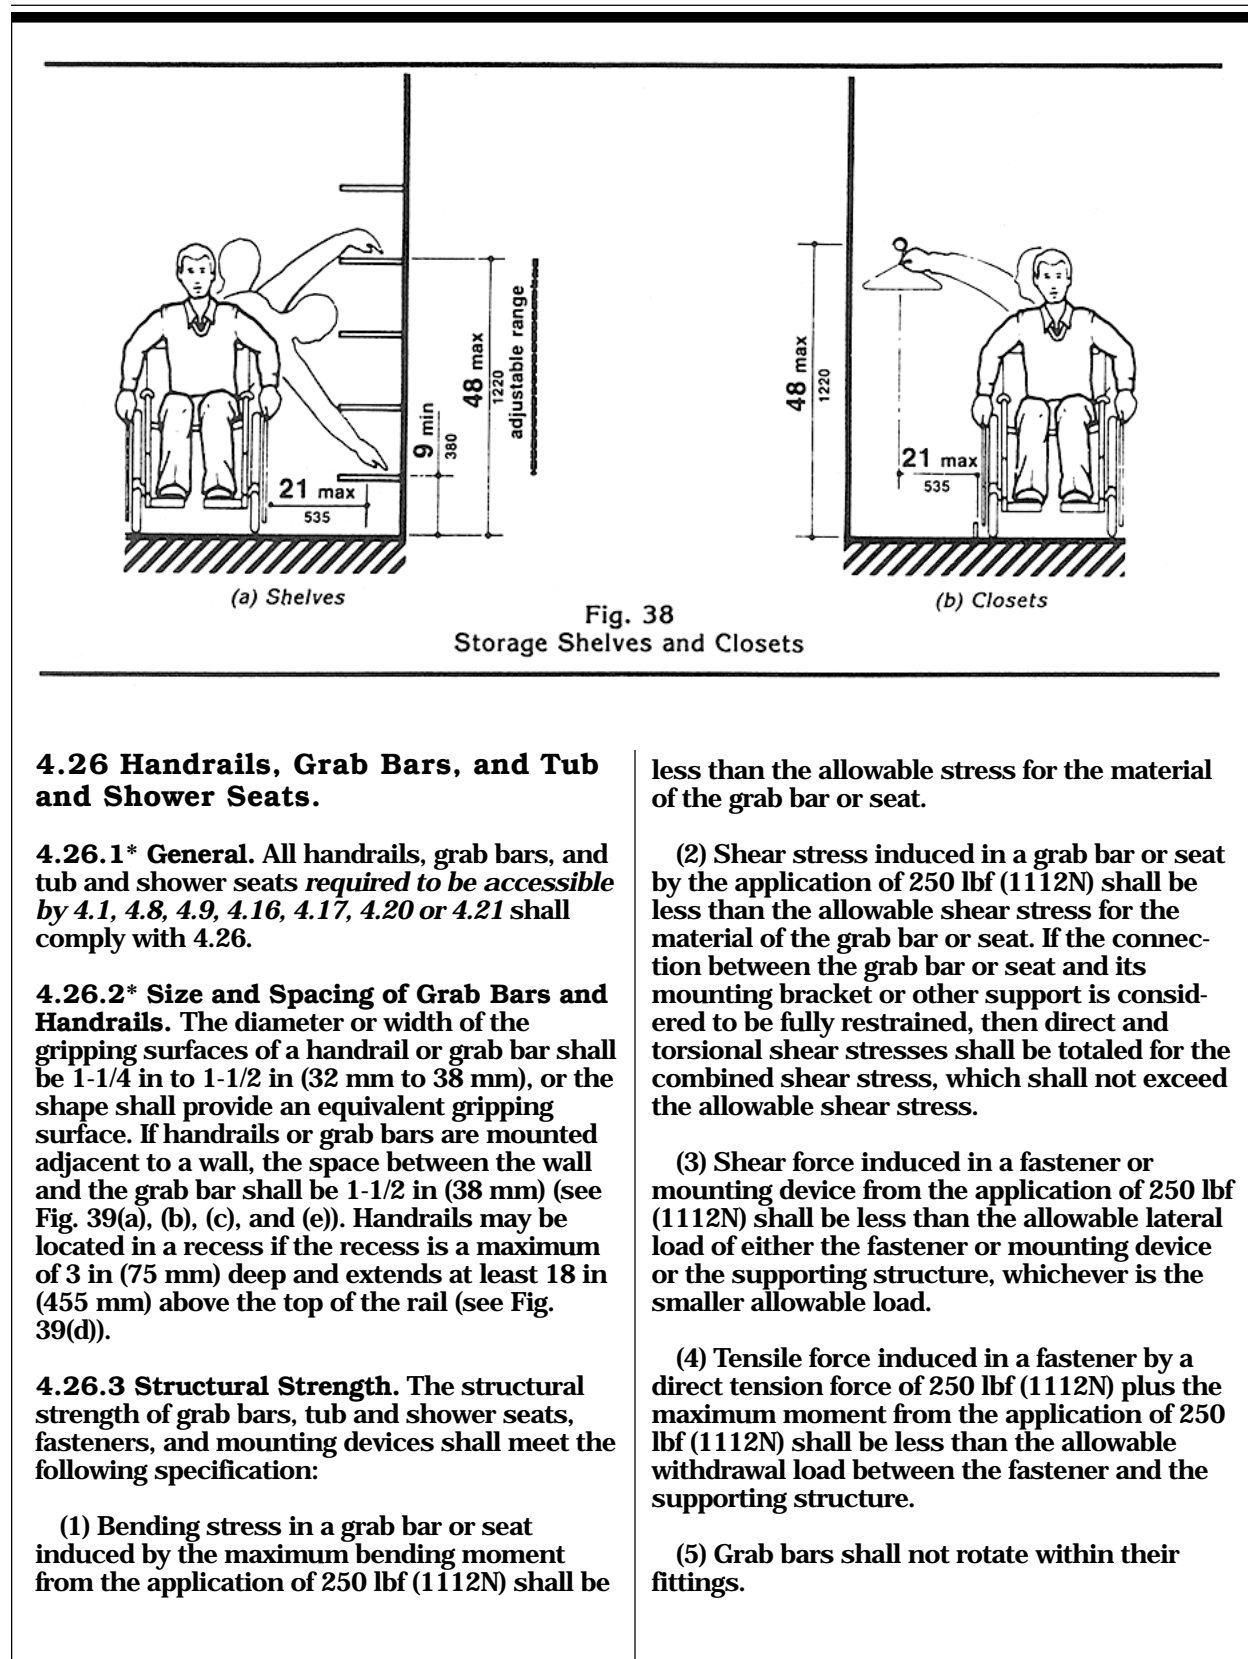 48 max
1220
adjustable range
9 min
380
21 max
535
(a) Shelves
48 max
1220
21 max
535
(b) Closets
Fig. 38
Storage Shelves and Closets
4.26 Handrails, Grab Bars, and Tub
and Shower Seats.
4.26.1* General. All handrails, grab bars, and
tub and shower seats required to be accessible
by 4.1, 4.8, 4.9, 4.16, 4.17, 4.20 or 4.21 shall
comply with 4.26.
4.26.2* Size and Spacing of Grab Bars and
Handrails. The diameter or width of the
gripping surfaces of a handrail or grab bar shall
be 1-1/4 in to 1-1/2 in (32 mm to 38 mm), or the
shape shall provide an equivalent gripping
surface. If handrails or grab bars are mounted
adjacent to a wall, the space between the wall
and the grab bar shall be 1-1/2 in (38 mm) (see
Fig. 39(a), (b), (c), and (e)). Handrails may be
located in a recess if the recess is a maximum
of 3 in (75 mm) deep and extends at least 18 in
(455 mm) above the top of the rail (see Fig.
39(d)).
4.26.3 Structural Strength. The structural
strength of grab bars, tub and shower seats,
fasteners, and mounting devices shall meet the
following specification:
(1) Bending stress in a grab bar or seat
induced by the maximum bending moment
from the application of 250 lbf (1112N) shall be
less than the allowable stress for the material
of the grab bar or seat.
(2) Shear stress induced in a grab bar or seat
by the application of 250 lbf (1112N) shall be
less than the allowable shear stress for the
material of the grab bar or seat. If the connec-
tion between the grab bar or seat and its
mounting bracket or other support is consid-
ered to be fully restrained, then direct and
torsional shear stresses shall be totaled for the
combined shear stress, which shall not exceed
the allowable shear stress.
(3) Shear force induced in a fastener or
mounting device from the application of 250 lbf
(1112N) shall be less than the allowable lateral
load of either the fastener or mounting device
or the supporting structure, whichever is the
smaller allowable load.
(4) Tensile force induced in a fastener by a
direct tension force of 250 lbf (1112N) plus the
maximum moment from the application of 250
lbf (1112N) shall be less than the allowable
withdrawal load between the fastener and the
supporting structure.
(5) Grab bars shall not rotate within their
fittings.